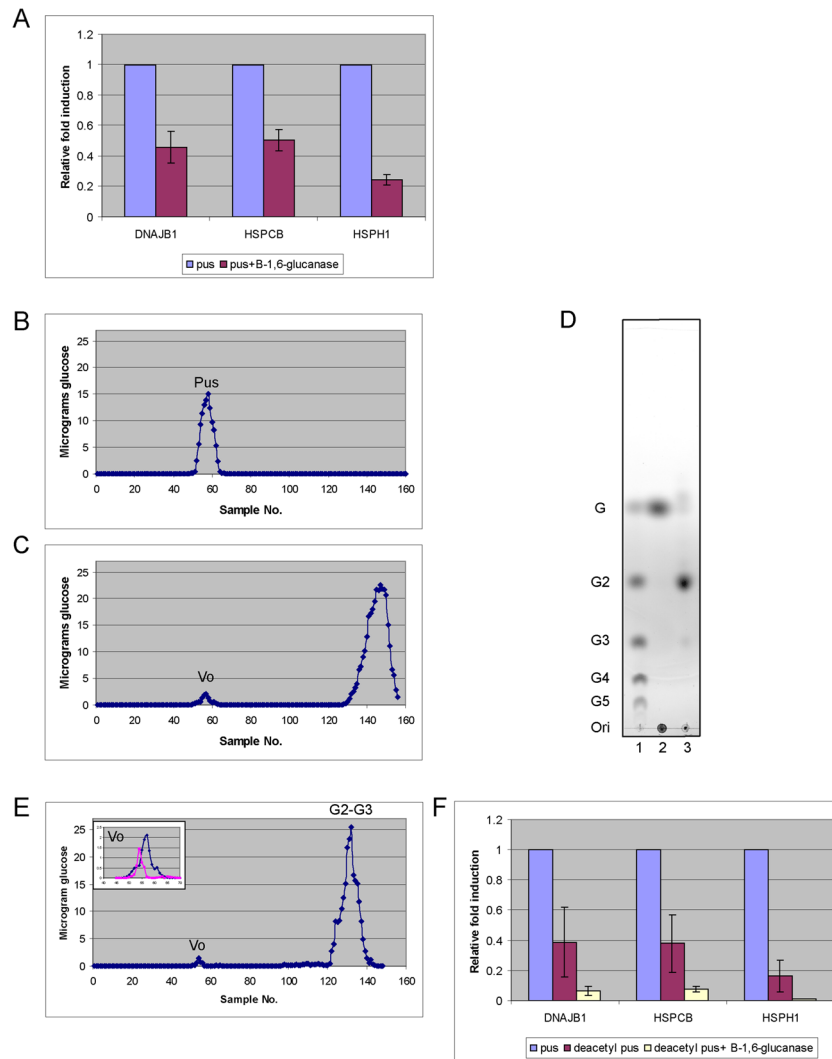 A
Relative fold induction
1.2
1
0.8
0.6
0.4
0.2
0
DNAJB1 HSPCB HSPH1
pus pus+B-1,6-glucanase
B
Micrograms glucose
25
20
15
10
5
0
Pus
0 20 40 60 80 100 120 140 160
Sample No.
C
Micrograms glucose
25
20
15
10
5
0
Vo
0 20 40 60 80 100 120 140 160
Sample No.
D
G
G2
G3
G4
G5
Ori
1 2 3
E
Microgram glucose
G2-G3
25
20
15
10
5
0
Vo
Vo
0 20 40 60 80 100 120 140 160
Sample No.
F
Relative fold induction
1.2
1
0.8
0.6
0.4
0.2
0
DNAJB1 HSPCB HSPH1
pus deacetyl pus deacetyl pus+ B-1,6-glucanase